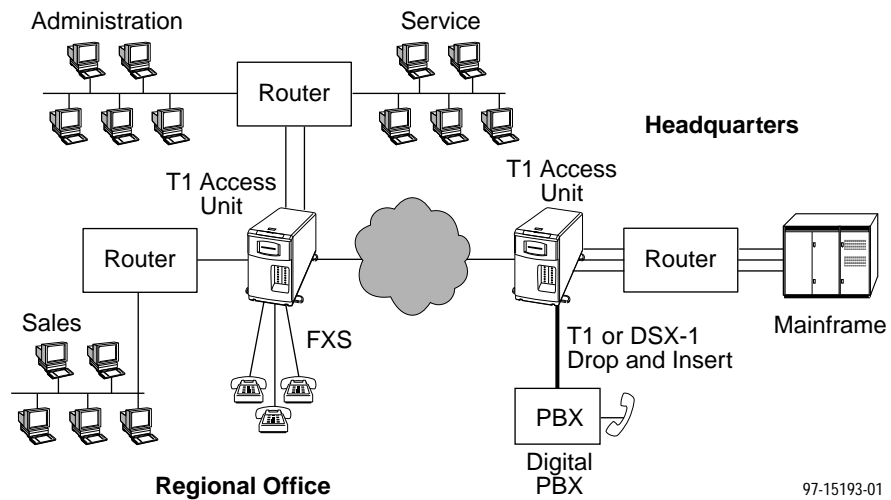 Administration
Service
Router
Headquarters
T1 Access
Unit
T1 Access
Unit
Router
Router
Sales
FXS
T1 or DSX-1
Drop and Insert
Mainframe
PBX
Digital
PBX
Regional Office
97-15193-01